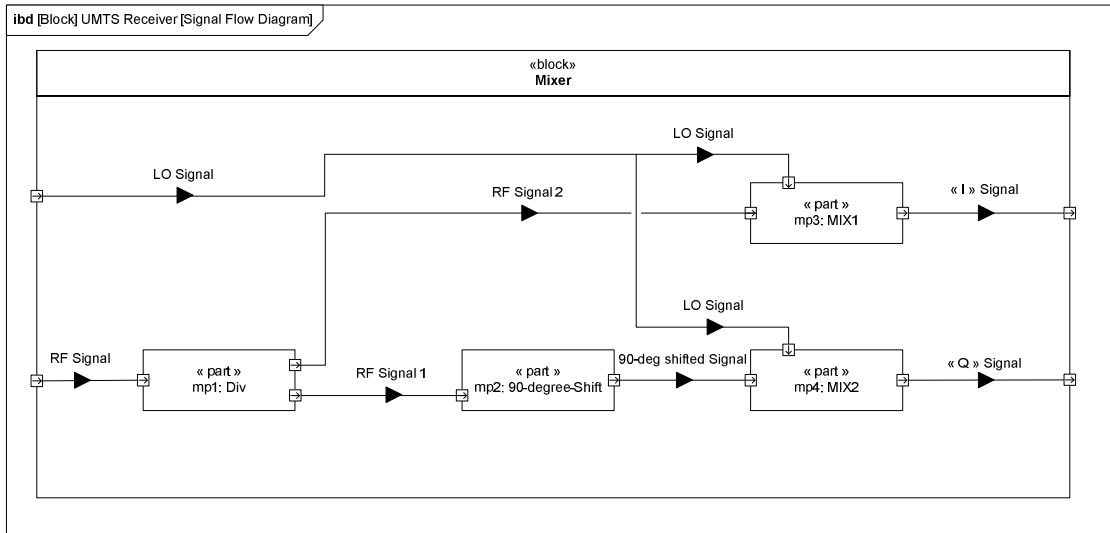 ibd [Block] UMTS Receiver [Signal Flow Diagram]
«block»
Mixer
LO Signal
LO Signal
RF Signal 2
« part »
mp3: MIX1
« I » Signal
LO Signal
RF Signal
« part »
mp1: Div
RF Signal 1
« part »
mp2: 90-degree-Shift
90-deg shifted Signal
« part »
mp4: MIX2
« Q » Signal